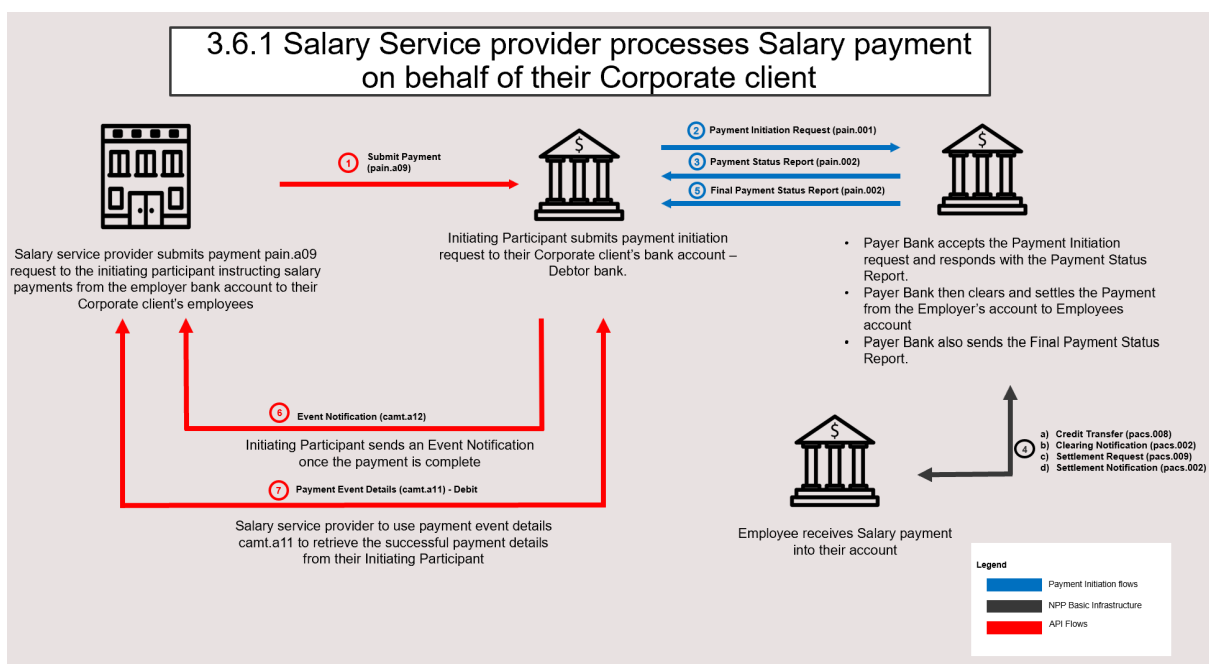 3.6.1 Salary Service provider processes Salary payment
on behalf of their Corporate client
1
Submit Payment
(pain.a09)
$
2
Payment Initiation Request (pain.001)
3
Payment Status Report (pain.002)
5
Final Payment Status Report (pain.002)
$
Salary service provider submits payment pain.a09
request to the initiating participant instructing salary
payments from the employer bank account to their
Corporate client's employees
Initiating Participant submits payment initiation
request to their Corporate client's bank account –
Debtor bank.
• Payer Bank accepts the Payment Initiation
request and responds with the Payment Status
Report.
• Payer Bank then clears and settles the Payment
from the Employer's account to Employees
account
• Payer Bank also sends the Final Payment Status
Report.
6
Event Notification (camt.a12)
Initiating Participant sends an Event Notification
once the payment is complete
7
Payment Event Details (camt.a11) - Debit
Salary service provider to use payment event details
camt.a11 to retrieve the successful payment details
from their Initiating Participant
$
4
a) Credit Transfer (pacs.008)
b) Clearing Notification (pacs.002)
c) Settlement Request (pacs.009)
d) Settlement Notification (pacs.002)
Employee receives Salary payment
into their account
Legend
Payment Initiation flows
NPP Basic Infrastructure
API Flows